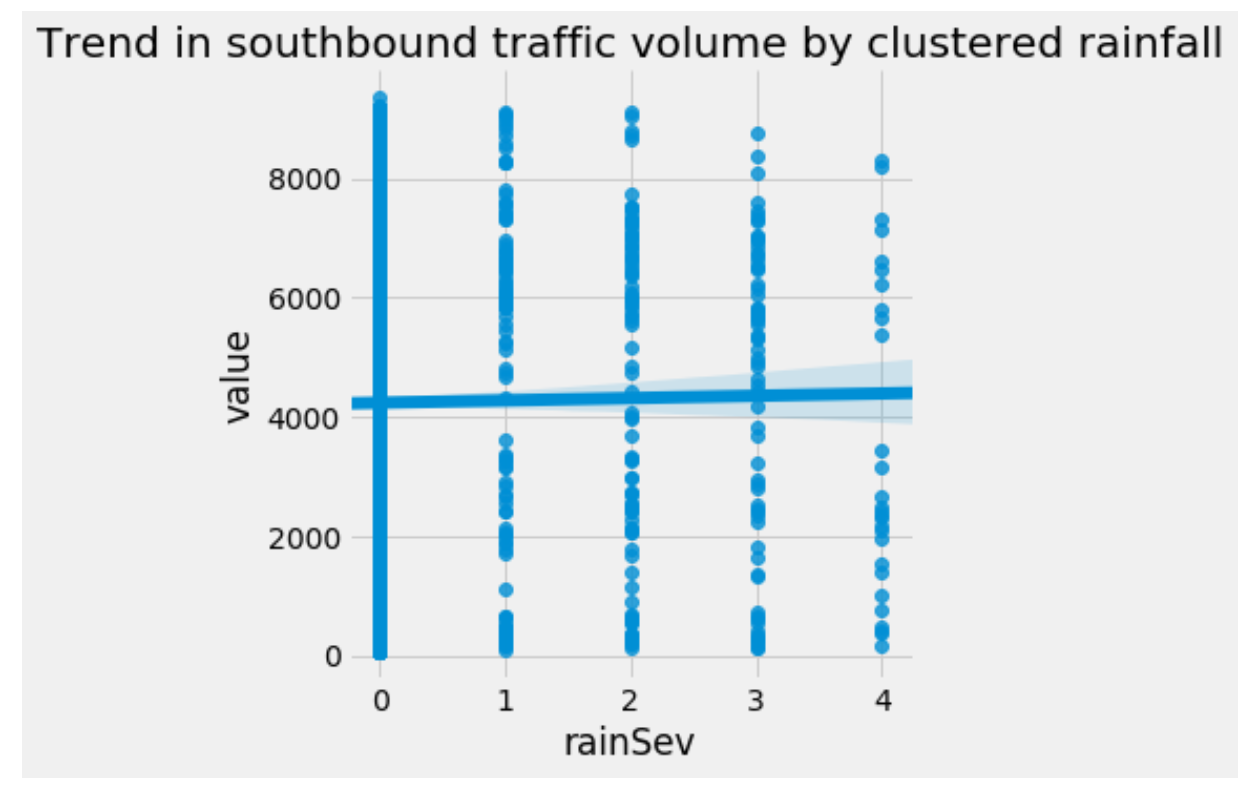 Trend in southbound traffic volume by clustered rainfall
8000
6000
4000
2000
0
value
0 1 2 3 4
rainSev